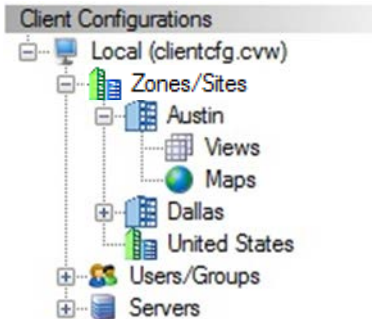 Client Configurations
Local (clientcfg.cvw)
Zones/Sites
Austin
Views
Maps
Dallas
United States
Users/Groups
Servers